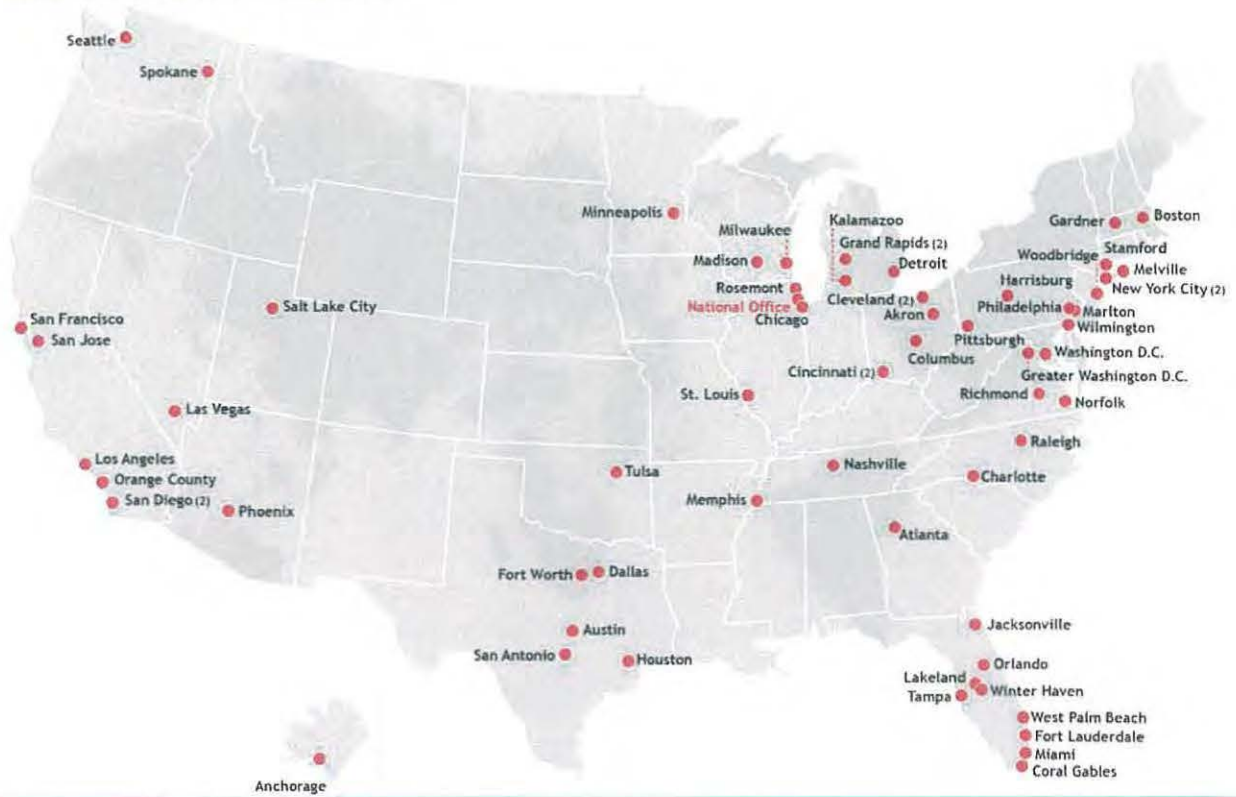 Seattle
Spokane
Minneapolis
Milwaukee
Madison
Rosemont
National Office
Chicago
Kalamazoo
Grand Rapids (2)
Detroit
Cleveland (2)
Akron
Columbus
Cincinnati (2)
Gardner
Boston
Stamford
Woodbridge
Melville
New York City (2)
Harrisburg
Philadelphia
Marlton
Wilmington
Pittsburgh
Washington D.C.
Greater Washington D.C.
Richmond
Norfolk
Salt Lake City
San Francisco
San Jose
Las Vegas
St. Louis
Los Angeles
Orange County
San Diego (2)
Phoenix
Tulsa
Nashville
Memphis
Raleigh
Charlotte
Atlanta
Fort Worth
Dallas
Austin
San Antonio
Houston
Jacksonville
Orlando
Lakeland
Winter Haven
Tampa
West Palm Beach
Fort Lauderdale
Miami
Coral Gables
Anchorage